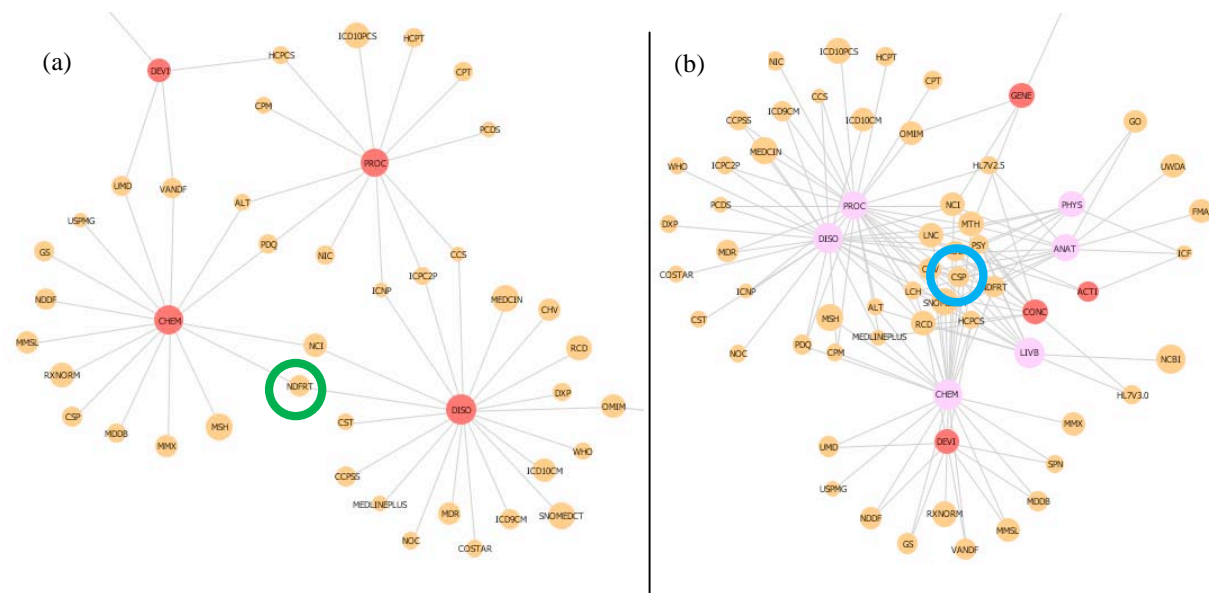 (a)
DEVI
HCPCS
ICD10PCS
HCPT
CPT
CPM
PCDS
PROC
UMD
VANDF
ALT
USPMG
GS
PDQ
NIC
CCS
ICPC2P
ICNP
NDDF
CHEM
MEDCIN
CHV
MMSL
NCI
RCD
RXNORM
NDFRT
DXP
OMIM
CSP
MDDB
MMX
MSH
CST
DISO
WHO
CCPSS
ICD10CM
MEDLINEPLUS
MDR
ICD9CM
SNOMEDCT
NOC
COSTAR
(b)
NIC
ICD10PCS
HCPT
CPT
CCS
GENE
ICD9CM
ICD10CM
CCPSS
OMIM
GO
MEDCIN
WHO
ICPC2P
HL7V2.5
UWDA
PCDS
PROC
NCI
PHYS
FMA
DXP
MTH
DISO
LNC
PSY
ANAT
MDR
ICF
COSTAR
CSP
ICNP
LCH
NDFRT
ACTI
CST
MSH
ALT
CONC
RCD
HCPCS
MEDLINEPLUS
NOC
PDQ
CPM
LIVB
NCBI
CHEM
HL7V3.0
MMX
UMD
DEVI
SPN
USPMG
MDDB
NDDF
RXNORM
MMSL
GS
VANDF